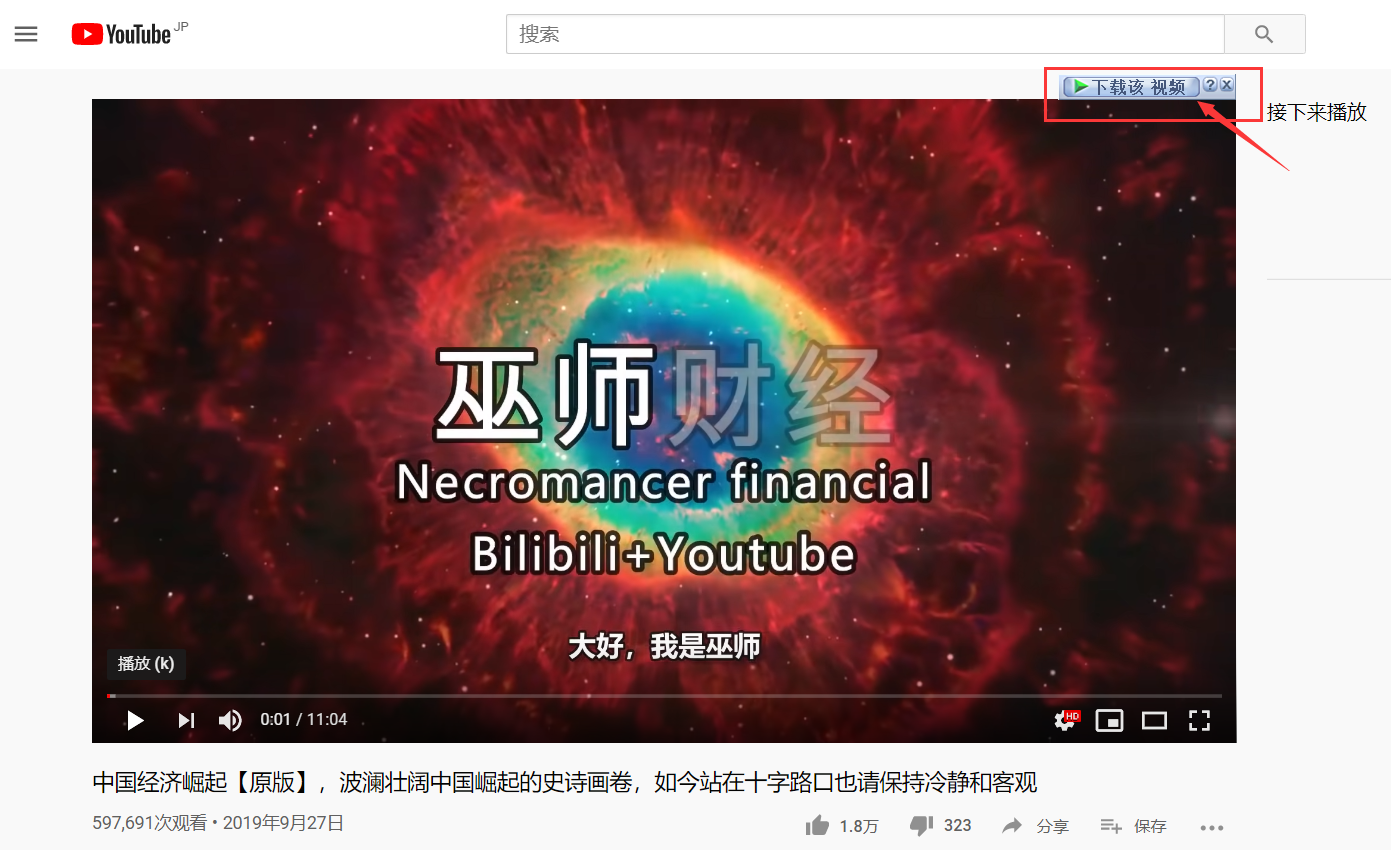 YouTube JP
搜索
下载该 视频
接下来播放
巫师财经
Necromancer financial
Bilibili+Youtube
大好，我是巫师
播放 (k)
0:01 / 11:04
HD
中国经济崛起【原版】，波澜壮阔中国崛起的史诗画卷，如今站在十字路口也请保持冷静和客观
597,691次观看 • 2019年9月27日
1.8万 323 分享 保存